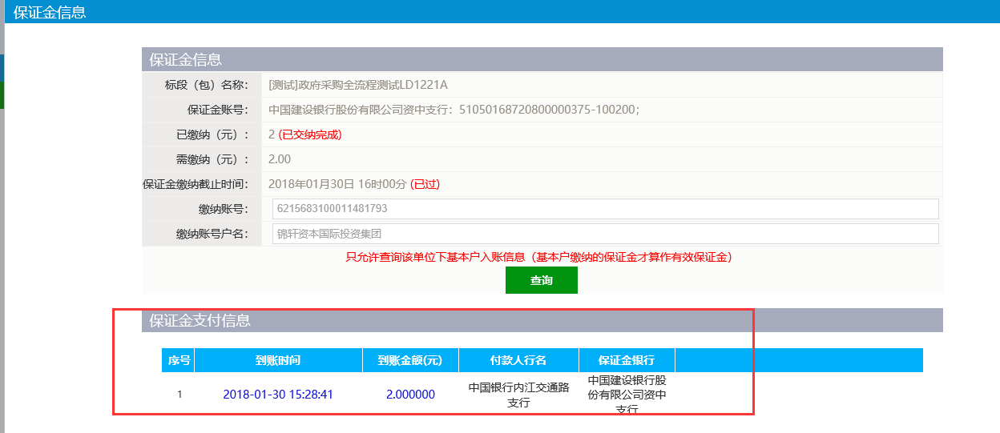 保证金信息
保证金信息
标段（包）名称： [测试]政府采购全流程测试LD1221A
保证金账号： 中国建设银行股份有限公司资中支行：51050168720800000375-100200；
已缴纳（元）： 2 (已交纳完成)
需缴纳（元）： 2.00
保证金缴纳截止时间： 2018年01月30日 16时00分 (已过)
缴纳账号： 6215683100011481793
缴纳账号户名： 锦轩资本国际投资集团
只允许查询该单位下基本户入账信息（基本户缴纳的保证金才算作有效保证金）
查询
保证金支付信息
序号 到账时间 到账金额(元) 付款人行名 保证金银行
1 2018-01-30 15:28:41 2.000000 中国银行内江交通路支行 中国建设银行股份有限公司资中支行